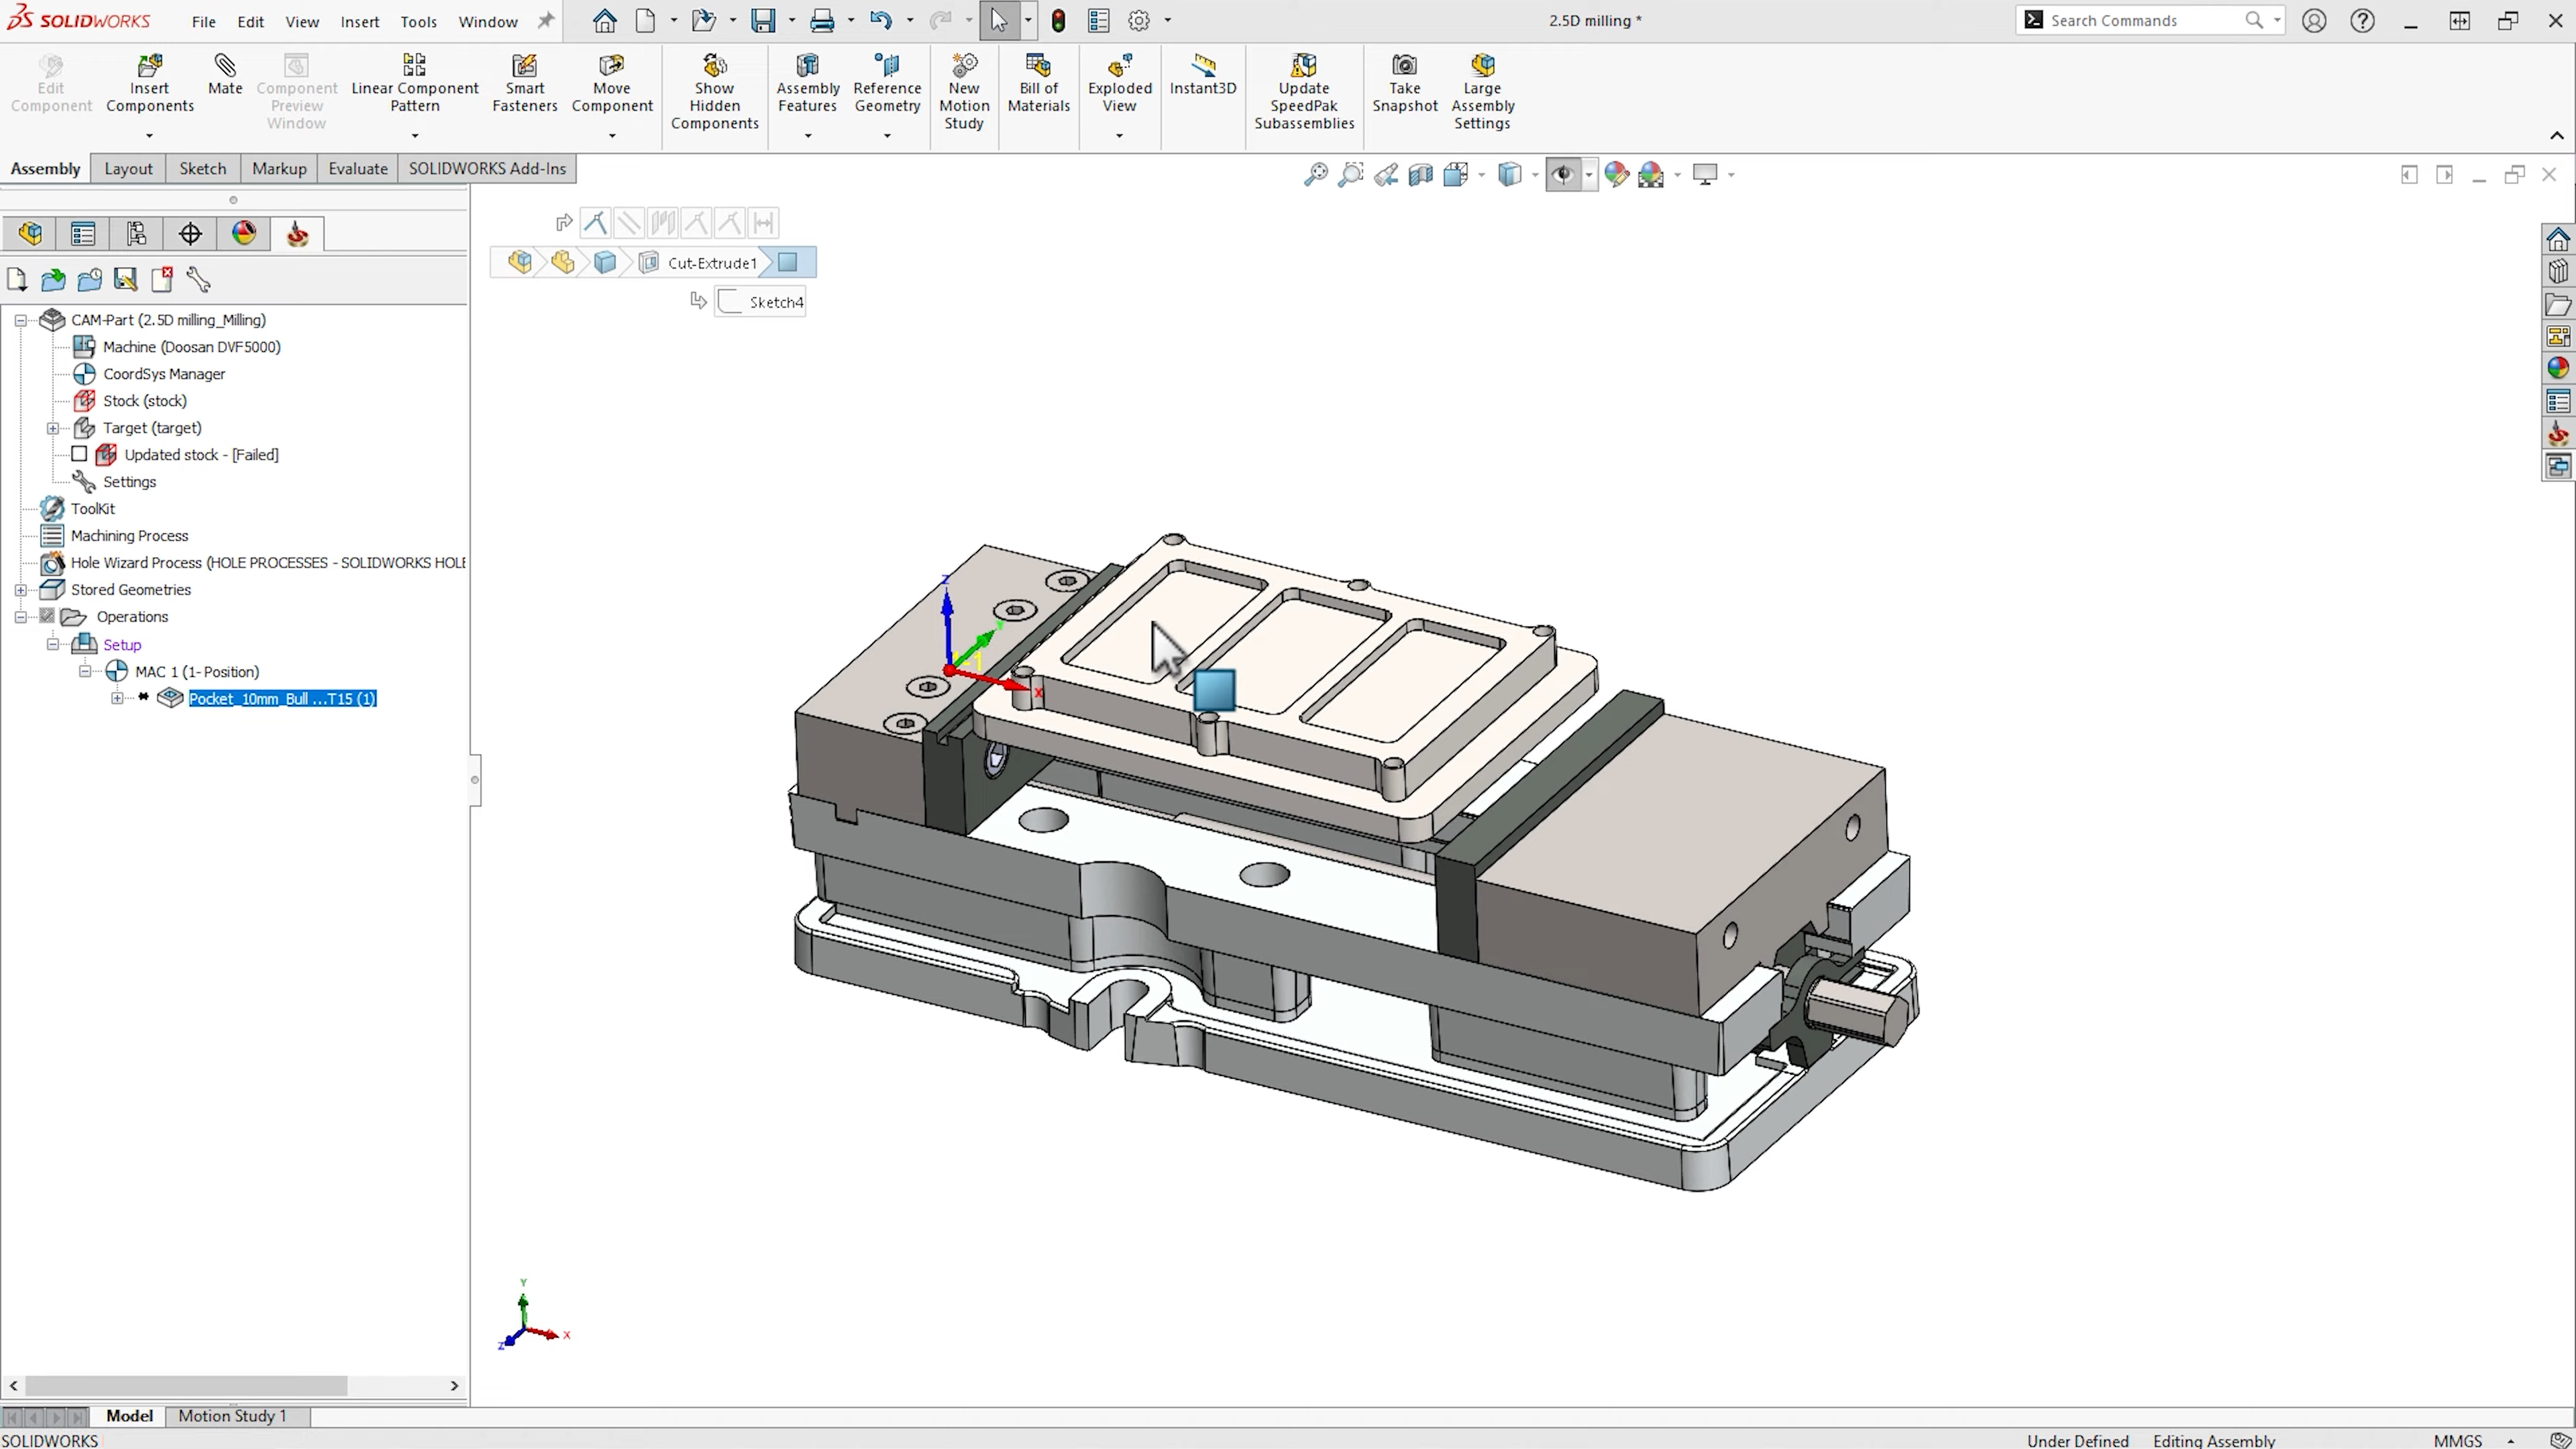 SOLIDWORKS File Edit View Insert Tools Window 2.5D milling * Search Commands
Edit Component
Insert Components
Mate
Component Preview Window
Linear Component Pattern
Smart Fasteners
Move Component
Show Hidden Components
Assembly Features
Reference Geometry
New Motion Study
Bill of Materials
Exploded View
Instant3D
Update SpeedPak Subassemblies
Take Snapshot
Large Assembly Settings
Assembly Layout Sketch Markup Evaluate SOLIDWORKS Add-Ins
Cut-Extrude1
Sketch4
CAM-Part (2.5D milling_Milling)
Machine (Doosan DVF5000)
CoordSys Manager
Stock (stock)
Target (target)
Updated stock - [Failed]
Settings
ToolKit
Machining Process
Hole Wizard Process (HOLE PROCESSES - SOLIDWORKS HOLE
Stored Geometries
Operations
Setup
MAC 1 (1- Position)
Pocket_10mm_Bull ...T15 (1)
Z
Y
X
Y
X
Z
Model Motion Study 1
SOLIDWORKS Under Defined Editing Assembly MMGS